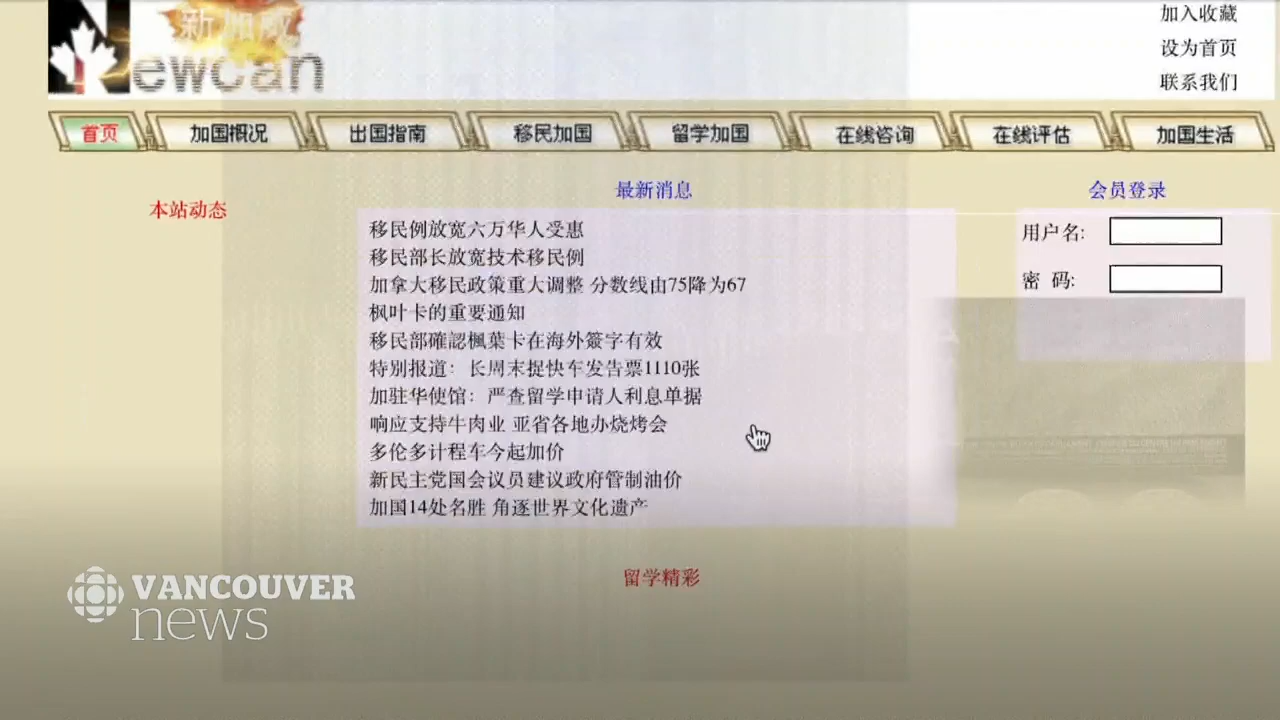 新加威
Newcan
加入收藏
设为首页
联系我们
首页 加国概况 出国指南 移民加国 留学加国 在线咨询 在线评估 加国生活
本站动态
最新消息
会员登录
移民例放宽六万华人受惠
移民部长放宽技术移民例
加拿大移民政策重大调整 分数线由75降为67
枫叶卡的重要通知
移民部確認楓葉卡在海外簽字有效
特别报道：长周末捉快车发告票1110张
加驻华使馆：严查留学申请人利息单据
响应支持牛肉业 亚省各地办烧烤会
多伦多计程车今起加价
新民主党国会议员建议政府管制油价
加国14处名胜 角逐世界文化遗产
用户名:
密 码:
留学精彩
VANCOUVER
news